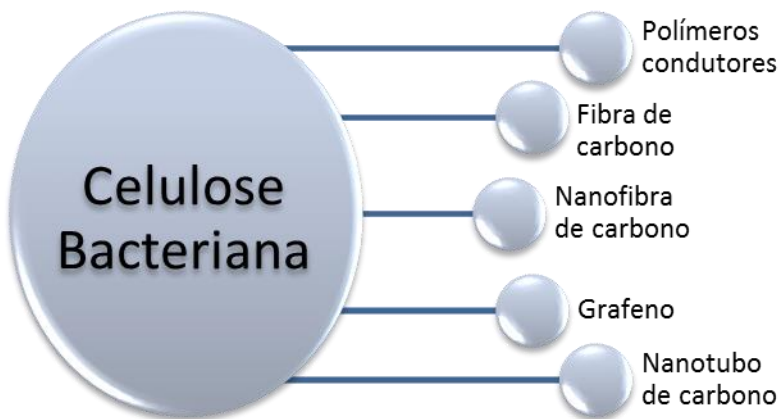 Celulose
Bacteriana
Polímeros
condutores
Fibra de
carbono
Nanofibra
de carbono
Grafeno
Nanotubo
de carbono